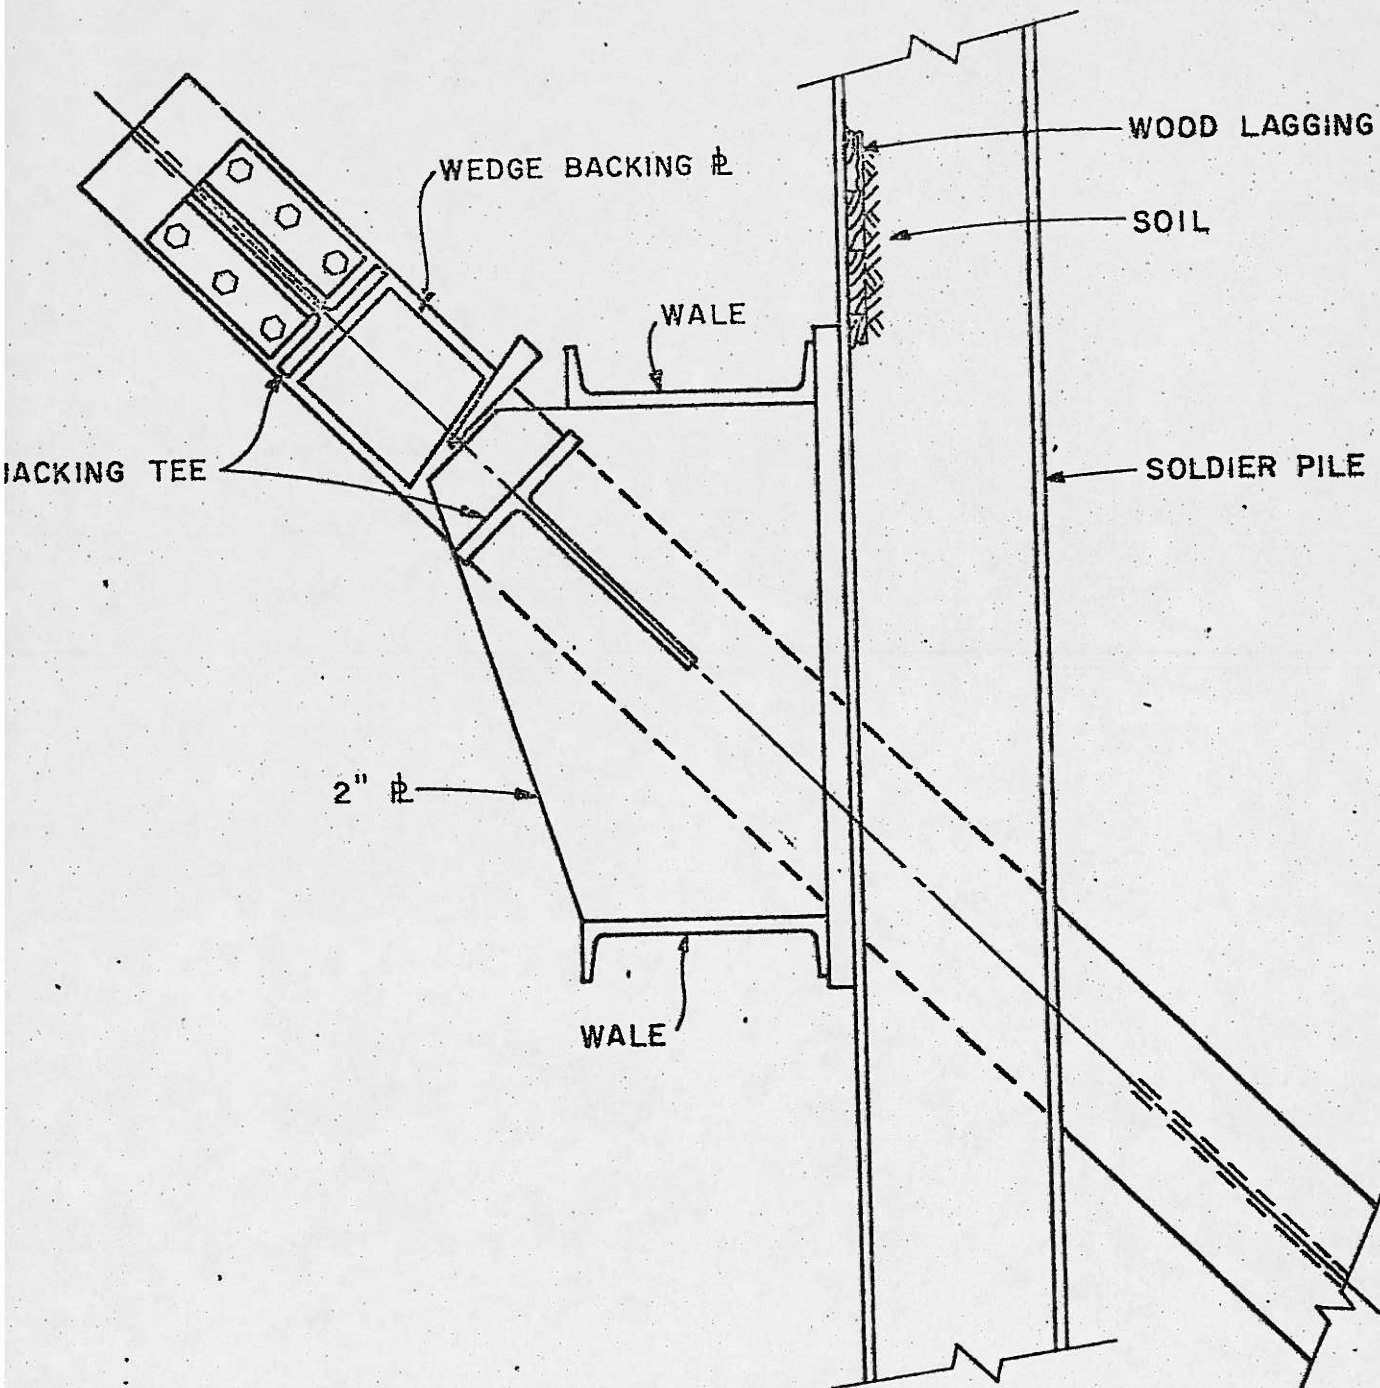 WOOD LAGGING
WEDGE BACKING ⅊
SOIL
WALE
JACKING TEE
SOLDIER PILE
2" ⅊
WALE